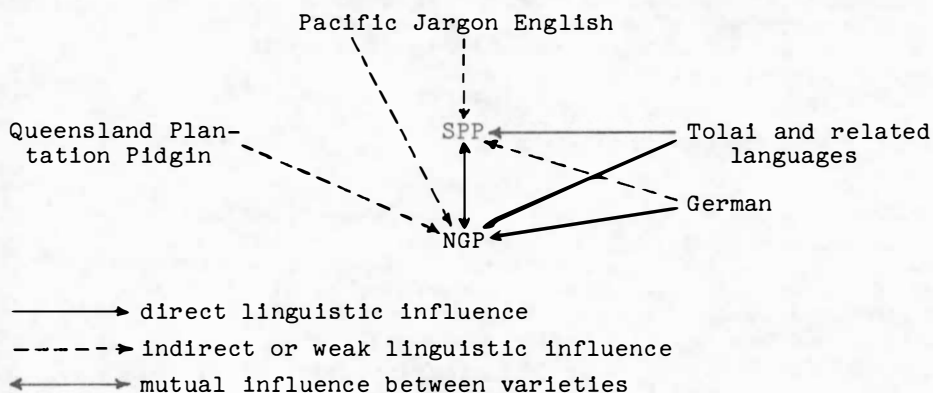 Pacific Jargon English
Queensland Plan-
tation Pidgin
SPP
Tolai and related
languages
German
NGP
direct linguistic influence
indirect or weak linguistic influence
mutual influence between varieties